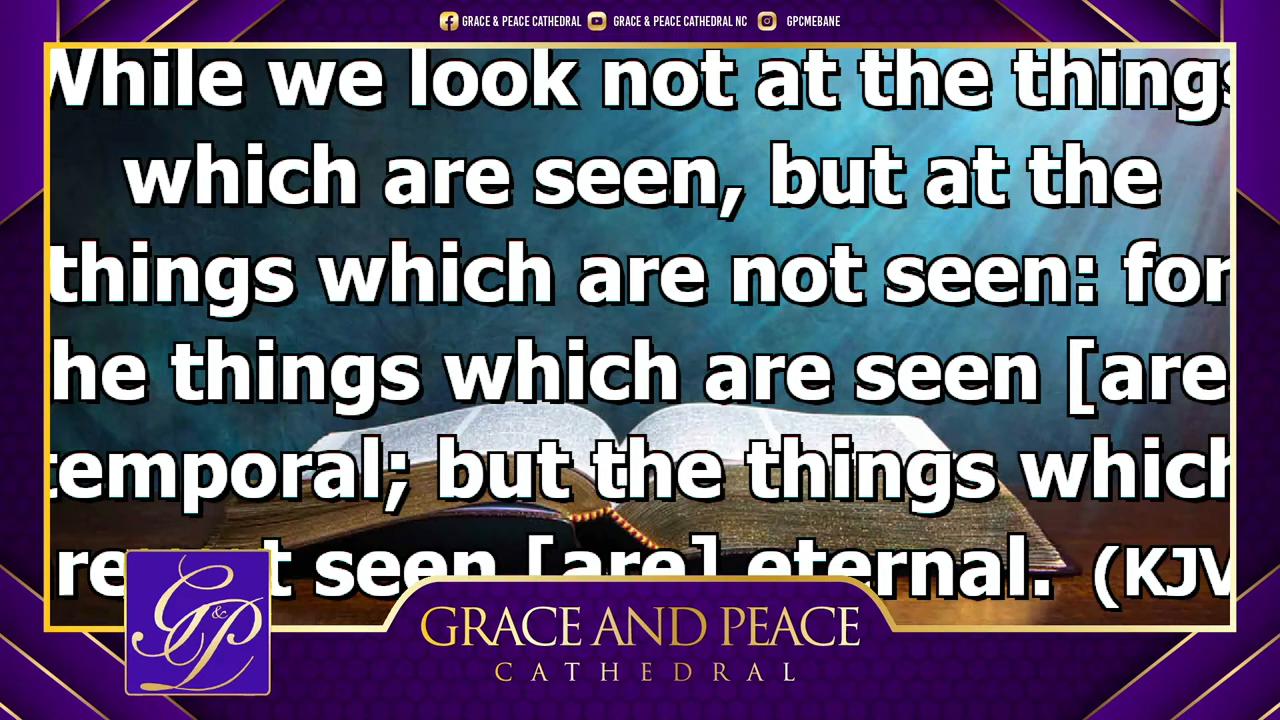 GRACE & PEACE CATHEDRAL GRACE & PEACE CATHEDRAL NC GPCMEBANE
While we look not at the things
which are seen, but at the
things which are not seen: for
he things which are seen [are
temporal; but the things which
re t seen [are] eternal. (KJV
G&P
GRACE AND PEACE
CATHEDRAL